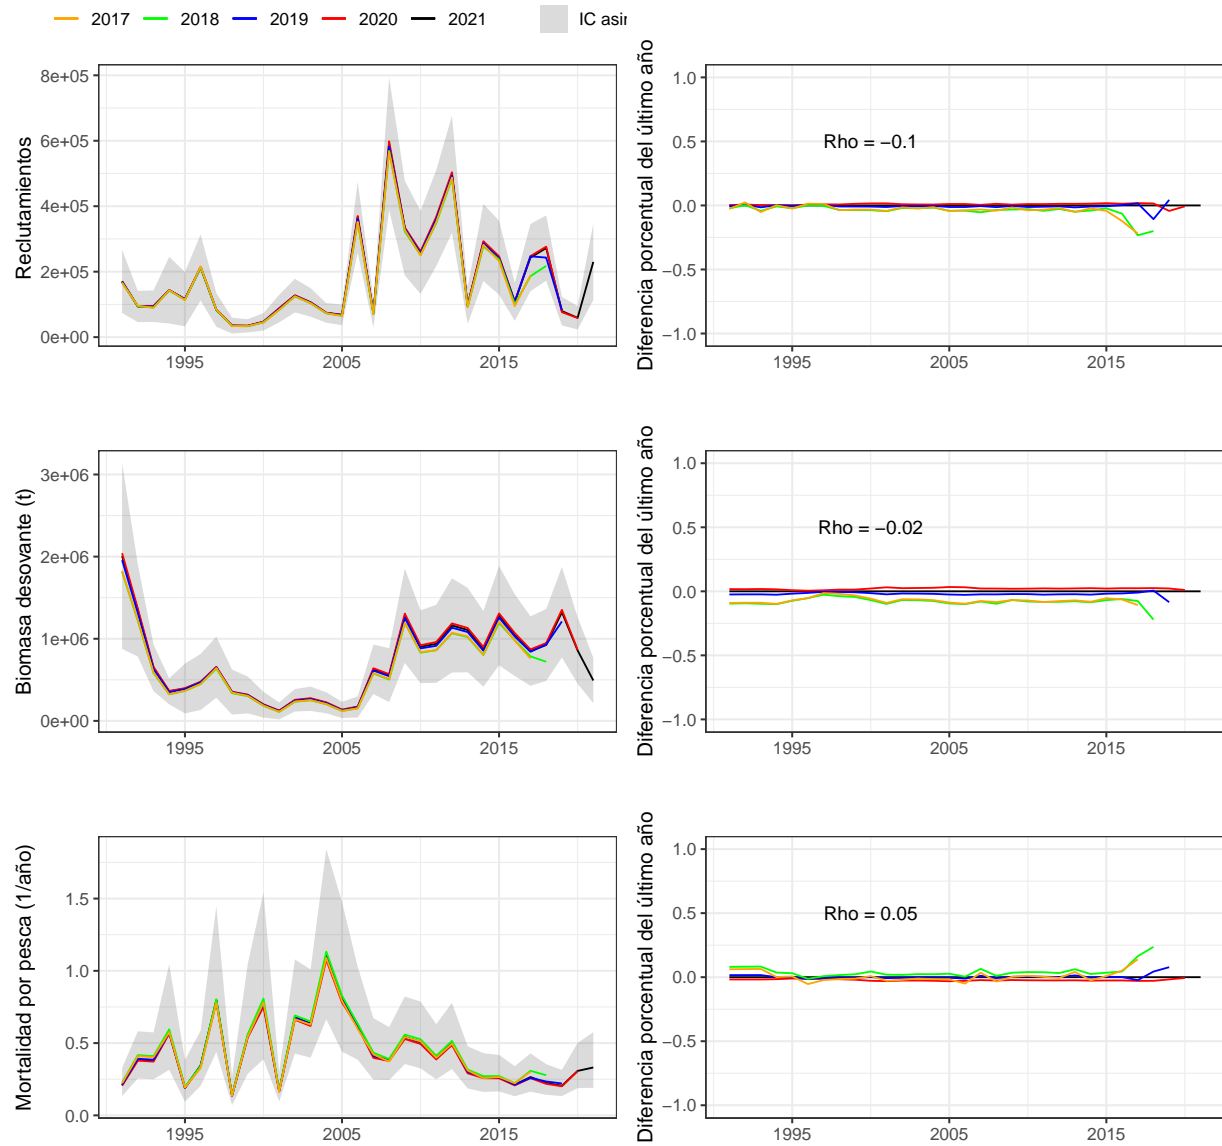 2017 2018 2019 2020 2021 IC asi
Reclutamientos
8e+05
6e+05
4e+05
2e+05
0e+00
1995 2005 2015
Diferencia porcentual del último año
1.0
0.5
0.0
−0.5
−1.0
Rho = −0.1
1995 2005 2015
Biomasa desovante (t)
3e+06
2e+06
1e+06
0e+00
1995 2005 2015
Diferencia porcentual del último año
1.0
0.5
0.0
−0.5
−1.0
Rho = −0.02
1995 2005 2015
Mortalidad por pesca (1/año)
1.5
1.0
0.5
0.0
1995 2005 2015
Diferencia porcentual del último año
1.0
0.5
0.0
−0.5
−1.0
Rho = 0.05
1995 2005 2015